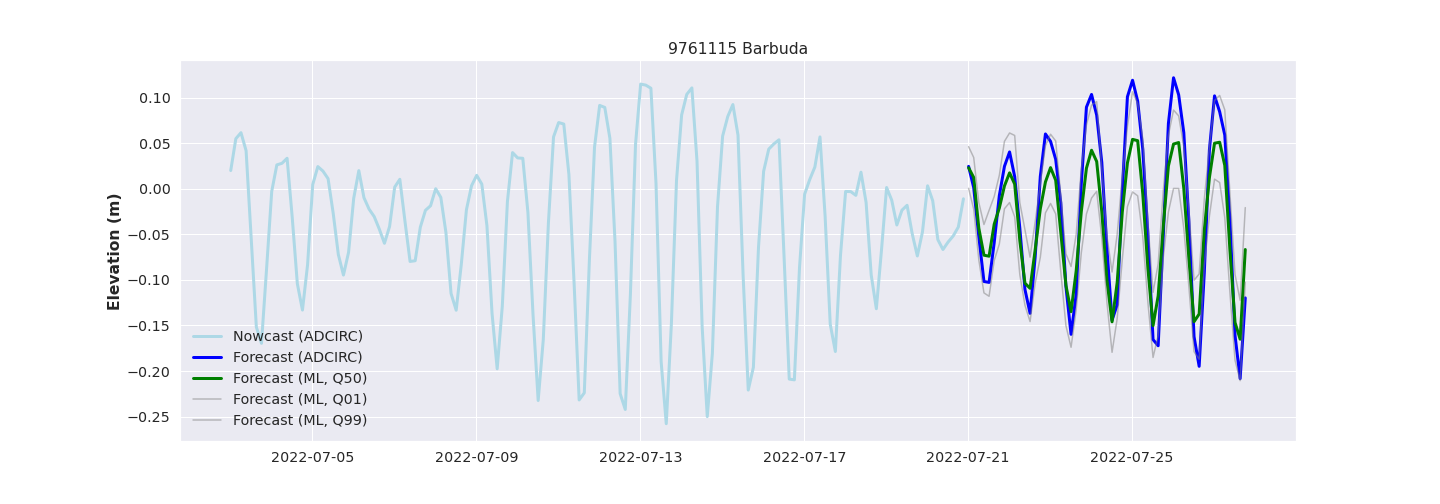 9761115 Barbuda
Elevation (m)
0.10
0.05
0.00
−0.05
−0.10
−0.15
−0.20
−0.25
Nowcast (ADCIRC)
Forecast (ADCIRC)
Forecast (ML, Q50)
Forecast (ML, Q01)
Forecast (ML, Q99)
2022-07-05
2022-07-09
2022-07-13
2022-07-17
2022-07-21
2022-07-25